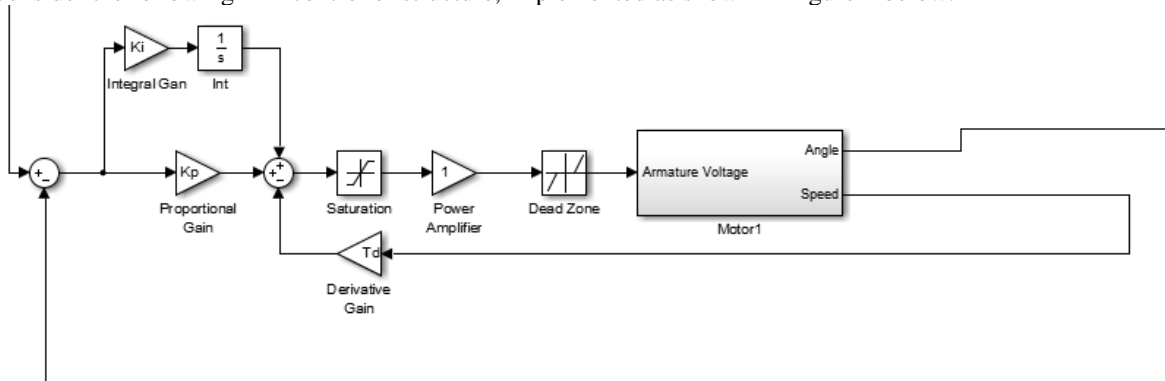 Ki
1
s
Integral Gan
Int
+
−
Kp
Proportional
Gain
+
+
−
Saturation
1
Power
Amplifier
Dead Zone
Armature Voltage
Angle
Speed
Motor1
Td
Derivative
Gain